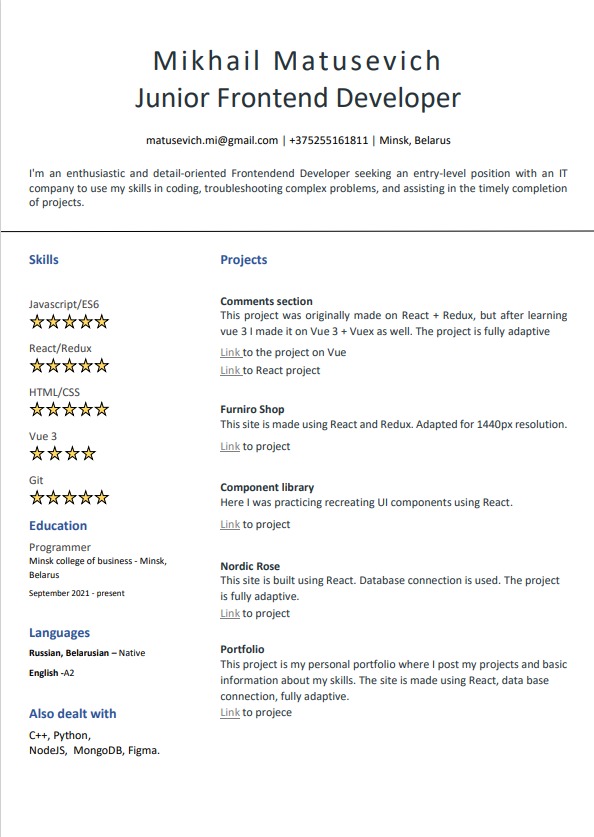 Mikhail Matusevich
Junior Frontend Developer
matusevich.mi@gmail.com | +375255161811 | Minsk, Belarus
I'm an enthusiastic and detail-oriented Frontendend Developer seeking an entry-level position with an IT
company to use my skills in coding, troubleshooting complex problems, and assisting in the timely completion
of projects.
Skills
Javascript/ES6
React/Redux
HTML/CSS
Vue 3
Git
Education
Programmer
Minsk college of business - Minsk,
Belarus
September 2021 - present
Languages
Russian, Belarusian – Native
English -A2
Also dealt with
C++, Python,
NodeJS, MongoDB, Figma.
Projects
Comments section
This project was originally made on React + Redux, but after learning
vue 3 I made it on Vue 3 + Vuex as well. The project is fully adaptive
Link to the project on Vue
Link to React project
Furniro Shop
This site is made using React and Redux. Adapted for 1440px resolution.
Link to project
Component library
Here I was practicing recreating UI components using React.
Link to project
Nordic Rose
This site is built using React. Database connection is used. The project
is fully adaptive.
Link to project
Portfolio
This project is my personal portfolio where I post my projects and basic
information about my skills. The site is made using React, data base
connection, fully adaptive.
Link to projece